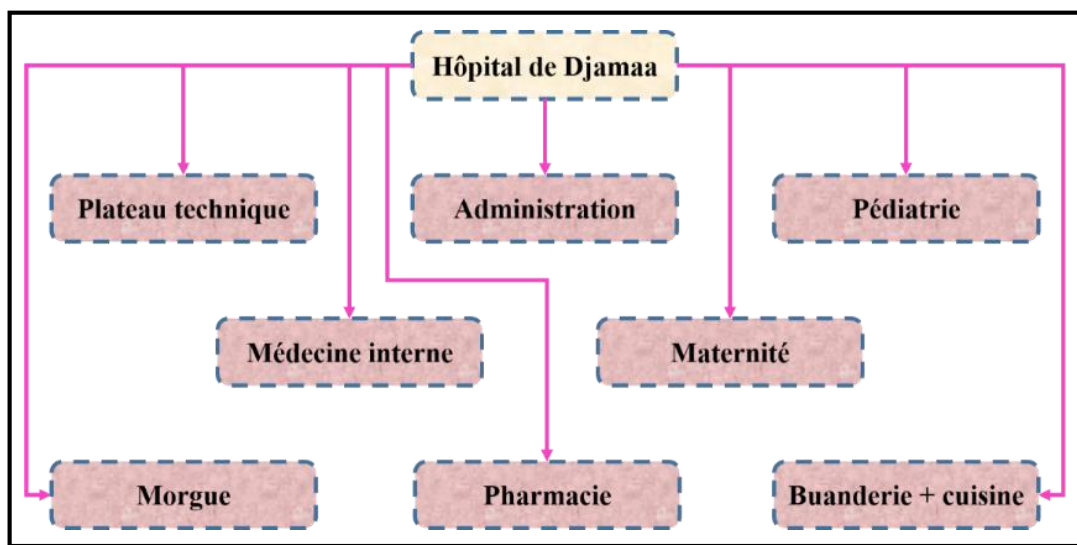 Hôpital de Djamaa
Plateau technique
Administration
Pédiatrie
Médecine interne
Maternité
Morgue
Pharmacie
Buanderie + cuisine